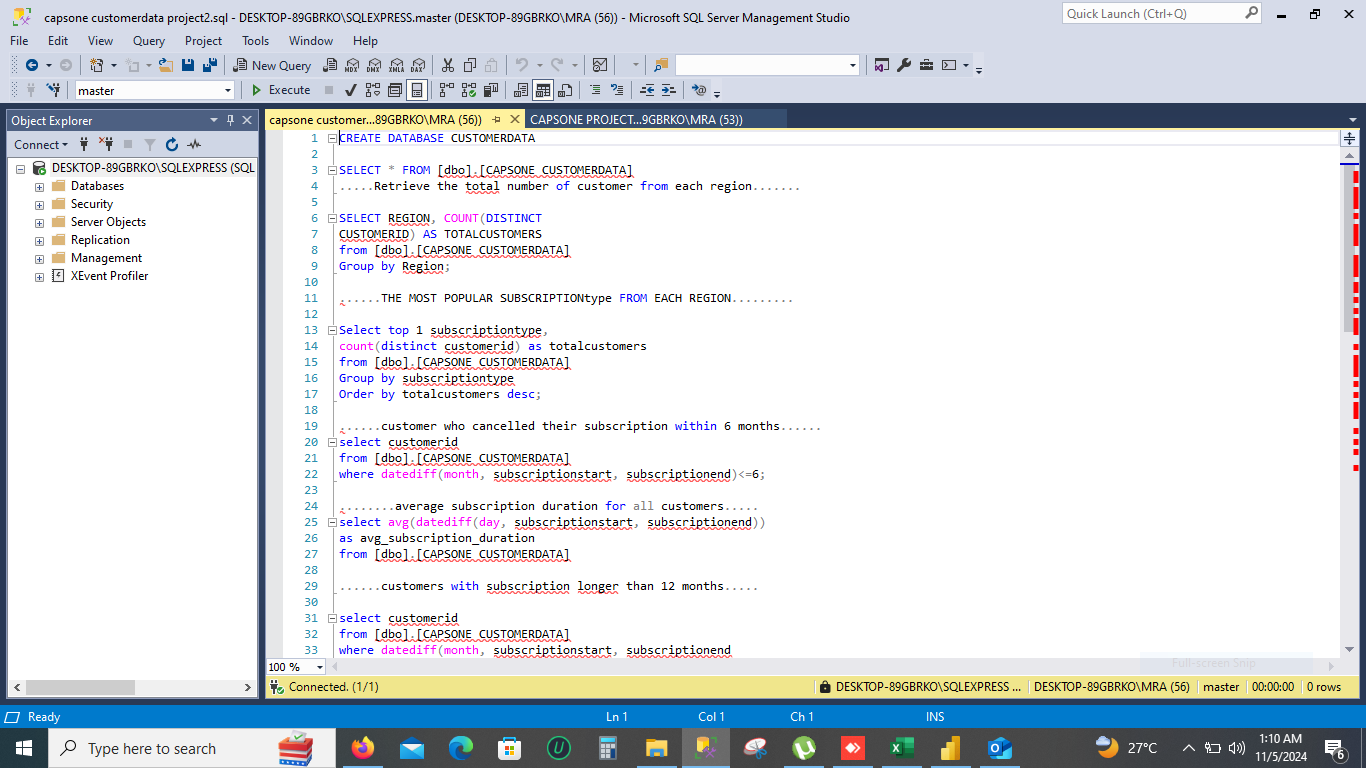 capsone customerdata project2.sql - DESKTOP-89GBRKO\SQLEXPRESS.master (DESKTOP-89GBRKO\MRA (56)) - Microsoft SQL Server Management Studio
Quick Launch (Ctrl+Q)
File Edit View Query Project Tools Window Help
New Query MDX DMX XMLA DAX
master Execute
Object Explorer
capsone customer...89GBRKO\MRA (56)) CAPSONE PROJECT...9GBRKO\MRA (53))
Connect
DESKTOP-89GBRKO\SQLEXPRESS (SQL
Databases
Security
Server Objects
Replication
Management
XEvent Profiler
1 CREATE DATABASE CUSTOMERDATA
2
3 SELECT * FROM [dbo].[CAPSONE CUSTOMERDATA]
4 .....Retrieve the total number of customer from each region.......
5
6 SELECT REGION, COUNT(DISTINCT
7 CUSTOMERID) AS TOTALCUSTOMERS
8 from [dbo].[CAPSONE CUSTOMERDATA]
9 Group by Region;
10
11 ......THE MOST POPULAR SUBSCRIPTIONtype FROM EACH REGION.........
12
13 Select top 1 subscriptiontype,
14 count(distinct customerid) as totalcustomers
15 from [dbo].[CAPSONE CUSTOMERDATA]
16 Group by subscriptiontype
17 Order by totalcustomers desc;
18
19 ......customer who cancelled their subscription within 6 months......
20 select customerid
21 from [dbo].[CAPSONE CUSTOMERDATA]
22 where datediff(month, subscriptionstart, subscriptionend)<=6;
23
24 ........average subscription duration for all customers.....
25 select avg(datediff(day, subscriptionstart, subscriptionend))
26 as avg_subscription_duration
27 from [dbo].[CAPSONE CUSTOMERDATA]
28
29 ......customers with subscription longer than 12 months.....
30
31 select customerid
32 from [dbo].[CAPSONE CUSTOMERDATA]
33 where datediff(month, subscriptionstart, subscriptionend
Full-screen Snip
100 %
Connected. (1/1) DESKTOP-89GBRKO\SQLEXPRESS ... DESKTOP-89GBRKO\MRA (56) master 00:00:00 0 rows
Ready Ln 1 Col 1 Ch 1 INS
Type here to search 27°C 1:10 AM
11/5/2024 6